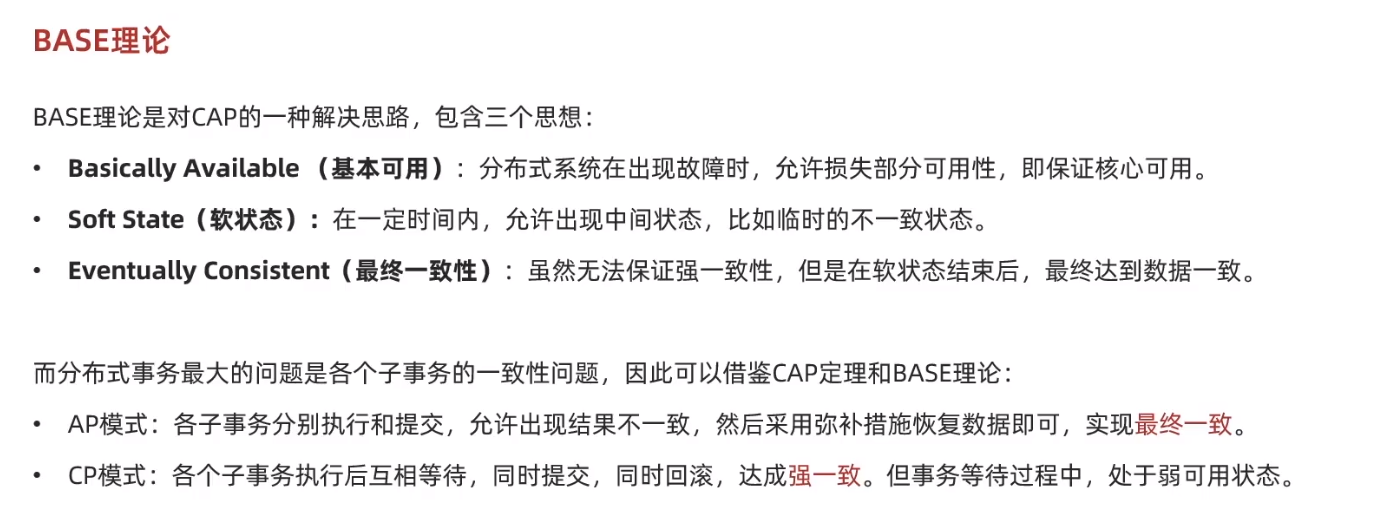 BASE理论
BASE理论是对CAP的一种解决思路，包含三个思想：
• Basically Available （基本可用）：分布式系统在出现故障时，允许损失部分可用性，即保证核心可用。
• Soft State（软状态）：在一定时间内，允许出现中间状态，比如临时的不一致状态。
• Eventually Consistent（最终一致性）：虽然无法保证强一致性，但是在软状态结束后，最终达到数据一致。
而分布式事务最大的问题是各个子事务的一致性问题，因此可以借鉴CAP定理和BASE理论：
• AP模式：各子事务分别执行和提交，允许出现结果不一致，然后采用弥补措施恢复数据即可，实现最终一致。
• CP模式：各个子事务执行后互相等待，同时提交，同时回滚，达成强一致。但事务等待过程中，处于弱可用状态。